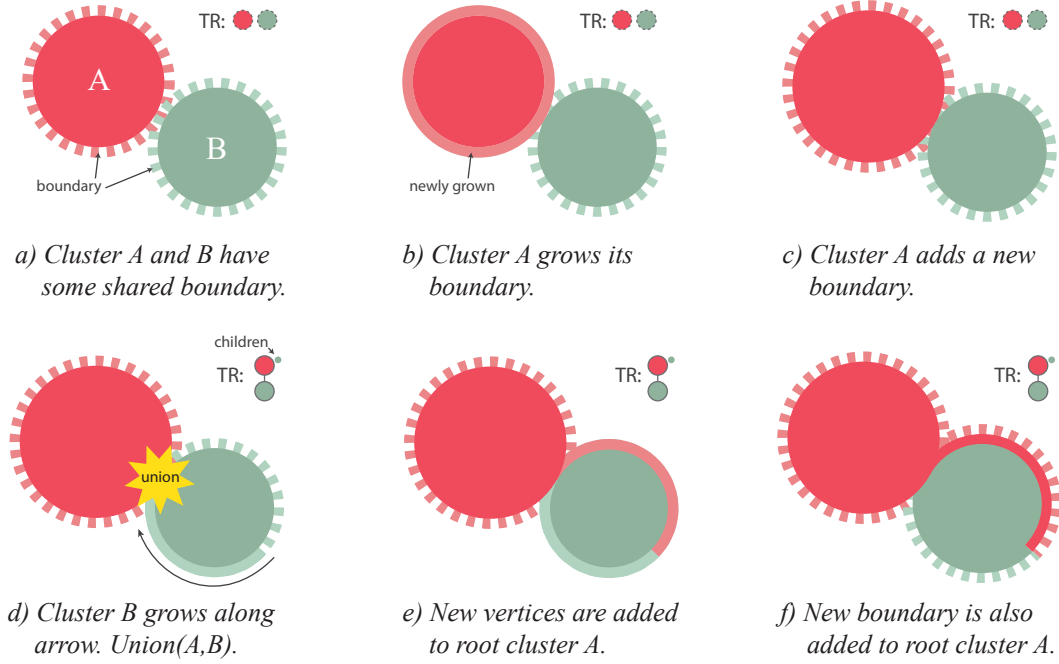 TR:
TR:
TR:
A
B
boundary
newly grown
a) Cluster A and B have
some shared boundary.
b) Cluster A grows its
boundary.
c) Cluster A adds a new
boundary.
children
TR:
TR:
TR:
union
d) Cluster B grows along
arrow. Union(A,B).
e) New vertices are added
to root cluster A.
f) New boundary is also
added to root cluster A.